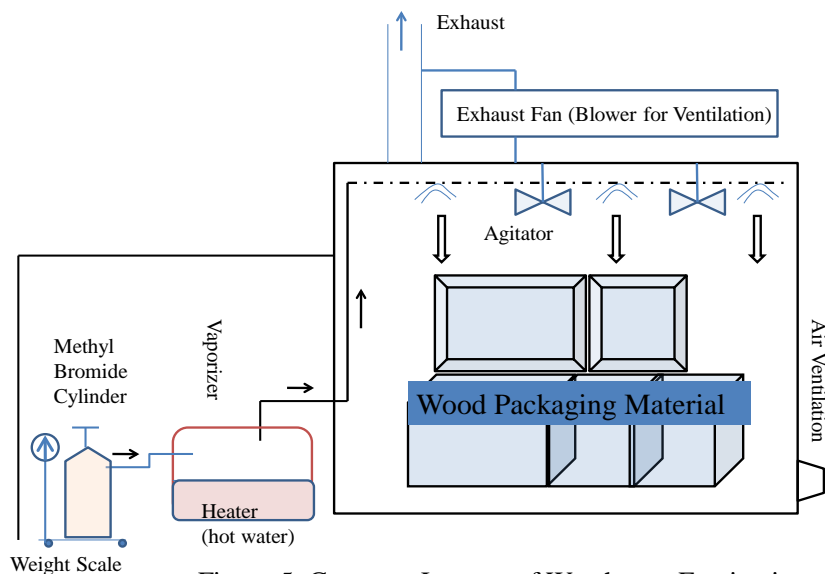 Exhaust
Exhaust Fan (Blower for Ventilation)
Agitator
Methyl
Bromide
Cylinder
Vaporizer
Wood Packaging Material
Air Ventilation
Heater
(hot water)
Weight Scale